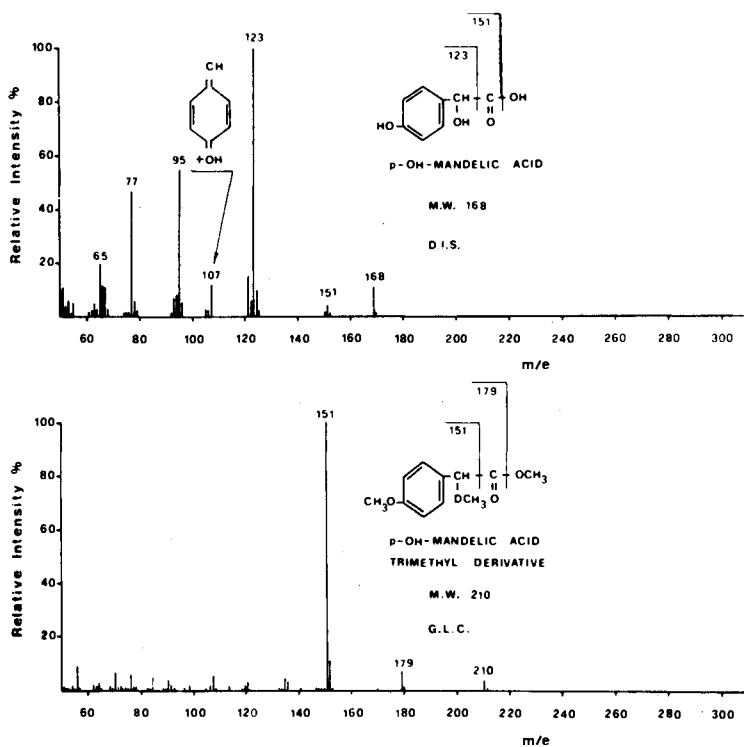 151
123
100
123
CH
80
CH — C — OH
OH O
HO
60
+OH
95
p-OH-MANDELIC ACID
77
M.W. 168
40
D.I.S.
65
20
107
168
151
Relative Intensity %
60 80 100 120 140 160 180 200 220 240 260 280 300
m/e
179
151
100
151
CH — C — OCH3
OCH3 O
CH3O
80
p-OH-MANDELIC ACID
TRIMETHYL DERIVATIVE
60
M.W. 210
40
G.L.C.
20
179
210
Relative Intensity %
60 80 100 120 140 160 180 200 220 240 260 280 300
m/e